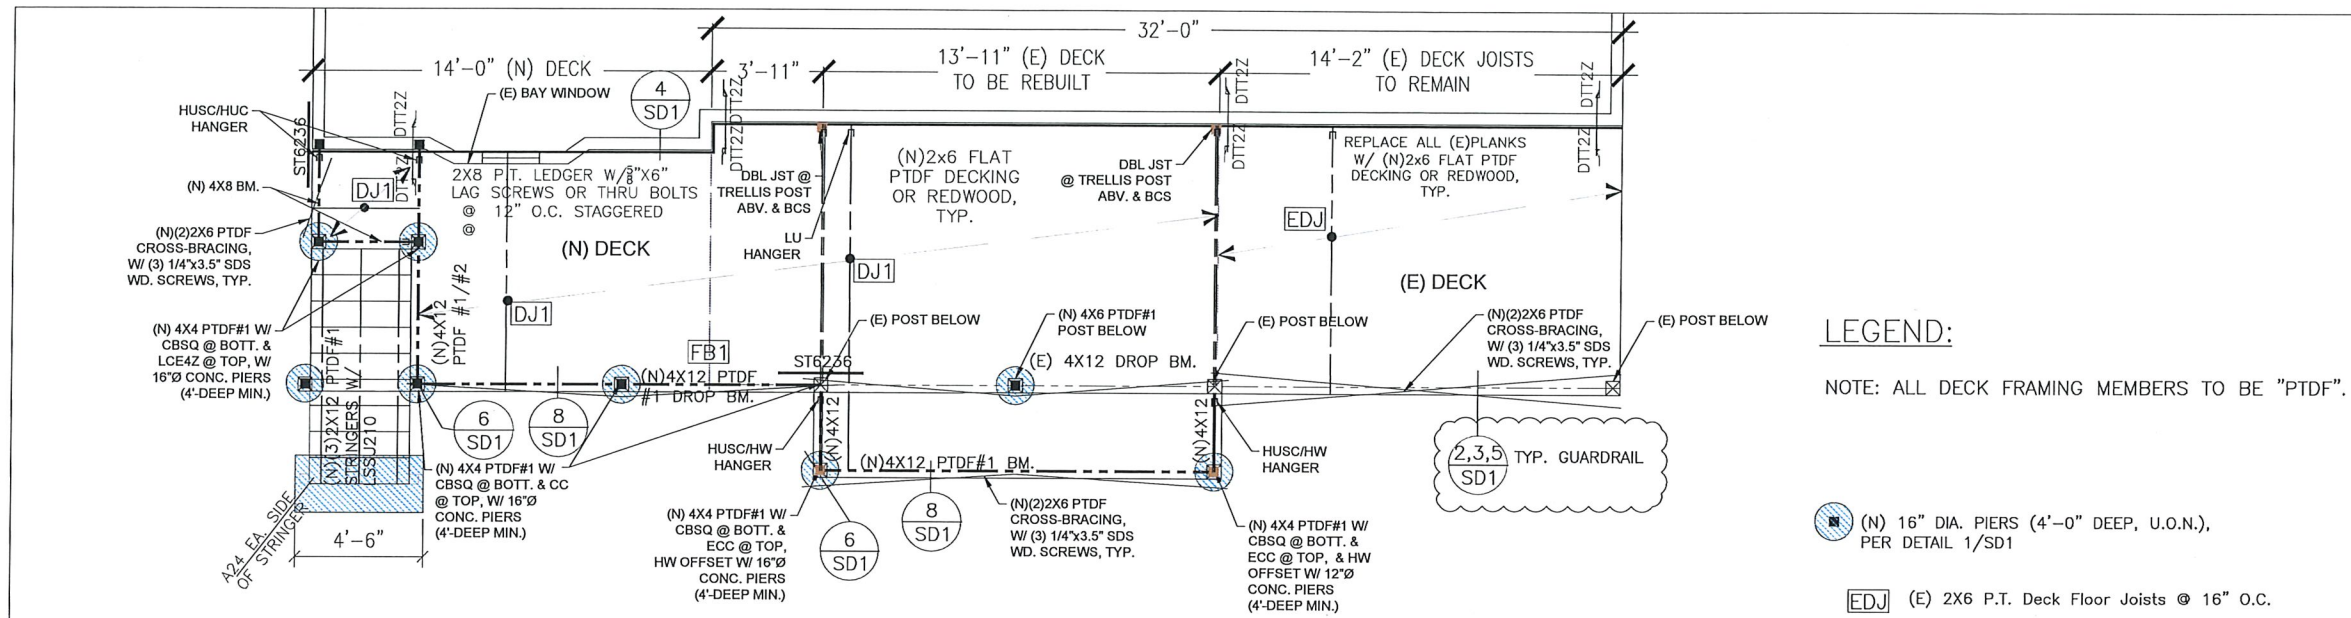 32'-0"
14'-0" (N) DECK
3'-11"
13'-11" (E) DECK
TO BE REBUILT
14'-2" (E) DECK JOISTS
TO REMAIN
(E) BAY WINDOW
4
SD1
DTT2Z
DTT2Z
DTT2Z
DTT2Z
DTT2Z
DTT2Z
DTT2Z
DTT2Z
HUSC/HUC
HANGER
ST6236
(N) 4X8 BM.
DJ1
2X8 P.T. LEDGER W/ "X6"
LAG SCREWS OR THRU BOLTS
@ 12" O.C. STAGGERED
@
DBL JST @
TRELLIS POST
ABV. & BCS
(N)2x6 FLAT
PTDF DECKING
OR REDWOOD,
TYP.
DBL JST
@ TRELLIS POST
ABV. & BCS
REPLACE ALL (E)PLANKS
W/ (N)2x6 FLAT PTDF
DECKING OR REDWOOD,
TYP.
(N)(2)2X6 PTDF
CROSS-BRACING,
W/ (3) 1/4"x3.5" SDS
WD. SCREWS, TYP.
(N) DECK
LU
HANGER
DJ1
EDJ
(E) DECK
DJ1
(N)4X12
PTDF #1/#2
(N) 4X4 PTDF#1 W/
CBSQ @ BOTT. &
LCE4Z @ TOP, W/
16"Ø CONC. PIERS
(4'-DEEP MIN.)
(N)(3)2X12 PTDF#1
STRINGERS W/
LSSU210
FB1
(N)4X12 PTDF
#1 DROP BM.
ST6236
(E) POST BELOW
(N) 4X6 PTDF#1
POST BELOW
(E) 4X12 DROP BM.
(E) POST BELOW
(N)(2)2X6 PTDF
CROSS-BRACING,
W/ (3) 1/4"x3.5" SDS
WD. SCREWS, TYP.
(E) POST BELOW
6
SD1
8
SD1
HUSC/HW
HANGER
(N)4X12
(N)4X12 PTDF#1 BM.
(N)4X12
HUSC/HW
HANGER
2,3,5
SD1
TYP. GUARDRAIL
A24 EA. SIDE
OF STRINGER
4'-6"
(N) 4X4 PTDF#1 W/
CBSQ @ BOTT. & CC
@ TOP, W/ 16"Ø
CONC. PIERS
(4'-DEEP MIN.)
(N) 4X4 PTDF#1 W/
CBSQ @ BOTT. &
ECC @ TOP,
HW OFFSET W/ 16"Ø
CONC. PIERS
(4'-DEEP MIN.)
6
SD1
8
SD1
(N)(2)2X6 PTDF
CROSS-BRACING,
W/ (3) 1/4"x3.5" SDS
WD. SCREWS, TYP.
(N) 4X4 PTDF#1 W/
CBSQ @ BOTT. &
ECC @ TOP, & HW
OFFSET W/ 12"Ø
CONC. PIERS
(4'-DEEP MIN.)
LEGEND:
NOTE: ALL DECK FRAMING MEMBERS TO BE "PTDF".
(N) 16" DIA. PIERS (4'-0" DEEP, U.O.N.),
PER DETAIL 1/SD1
EDJ (E) 2X6 P.T. Deck Floor Joists @ 16" O.C.